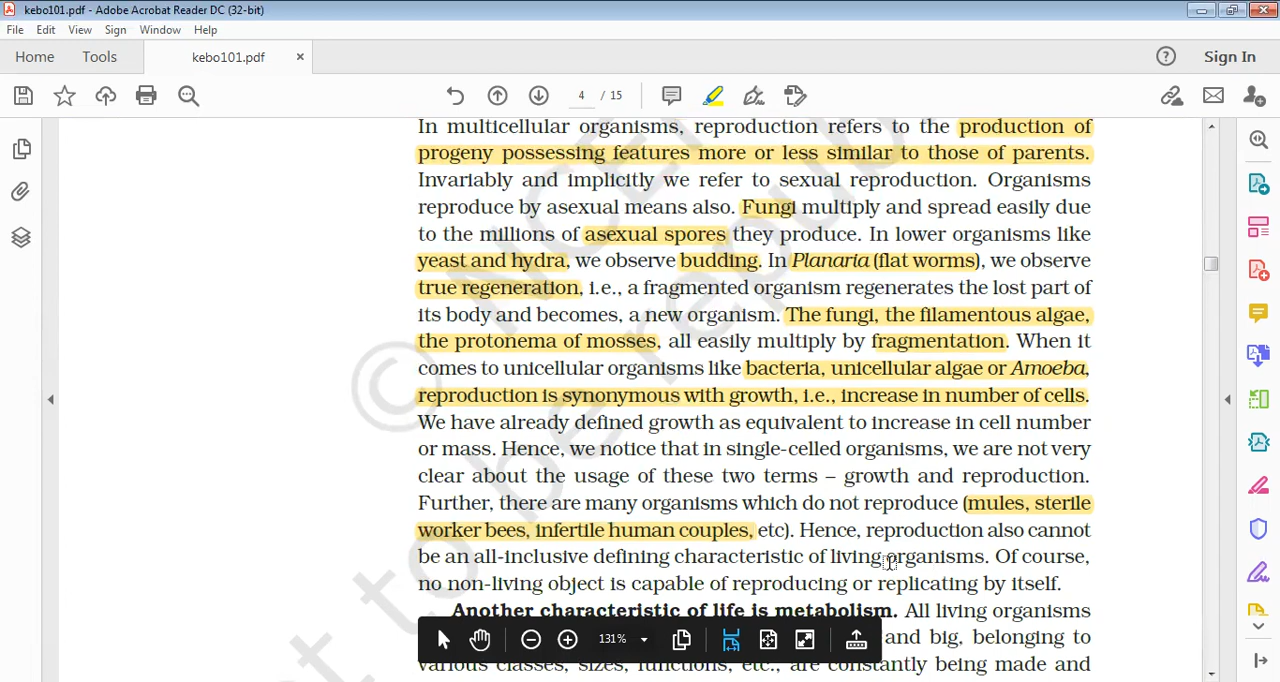 kebo101.pdf - Adobe Acrobat Reader DC (32-bit)
File Edit View Sign Window Help
Home Tools kebo101.pdf × ? Sign In
4 / 15
In multicellular organisms, reproduction refers to the production of
progeny possessing features more or less similar to those of parents.
Invariably and implicitly we refer to sexual reproduction. Organisms
reproduce by asexual means also. Fungi multiply and spread easily due
to the millions of asexual spores they produce. In lower organisms like
yeast and hydra, we observe budding. In Planaria (flat worms), we observe
true regeneration, i.e., a fragmented organism regenerates the lost part of
its body and becomes, a new organism. The fungi, the filamentous algae,
the protonema of mosses, all easily multiply by fragmentation. When it
comes to unicellular organisms like bacteria, unicellular algae or Amoeba,
reproduction is synonymous with growth, i.e., increase in number of cells.
We have already defined growth as equivalent to increase in cell number
or mass. Hence, we notice that in single-celled organisms, we are not very
clear about the usage of these two terms – growth and reproduction.
Further, there are many organisms which do not reproduce (mules, sterile
worker bees, infertile human couples, etc). Hence, reproduction also cannot
be an all-inclusive defining characteristic of living organisms. Of course,
no non-living object is capable of reproducing or replicating by itself.
Another characteristic of life is metabolism. All living organisms
and big, belonging to
various classes, sizes, functions, etc., are constantly being made and
131%
© NCE
to be repub